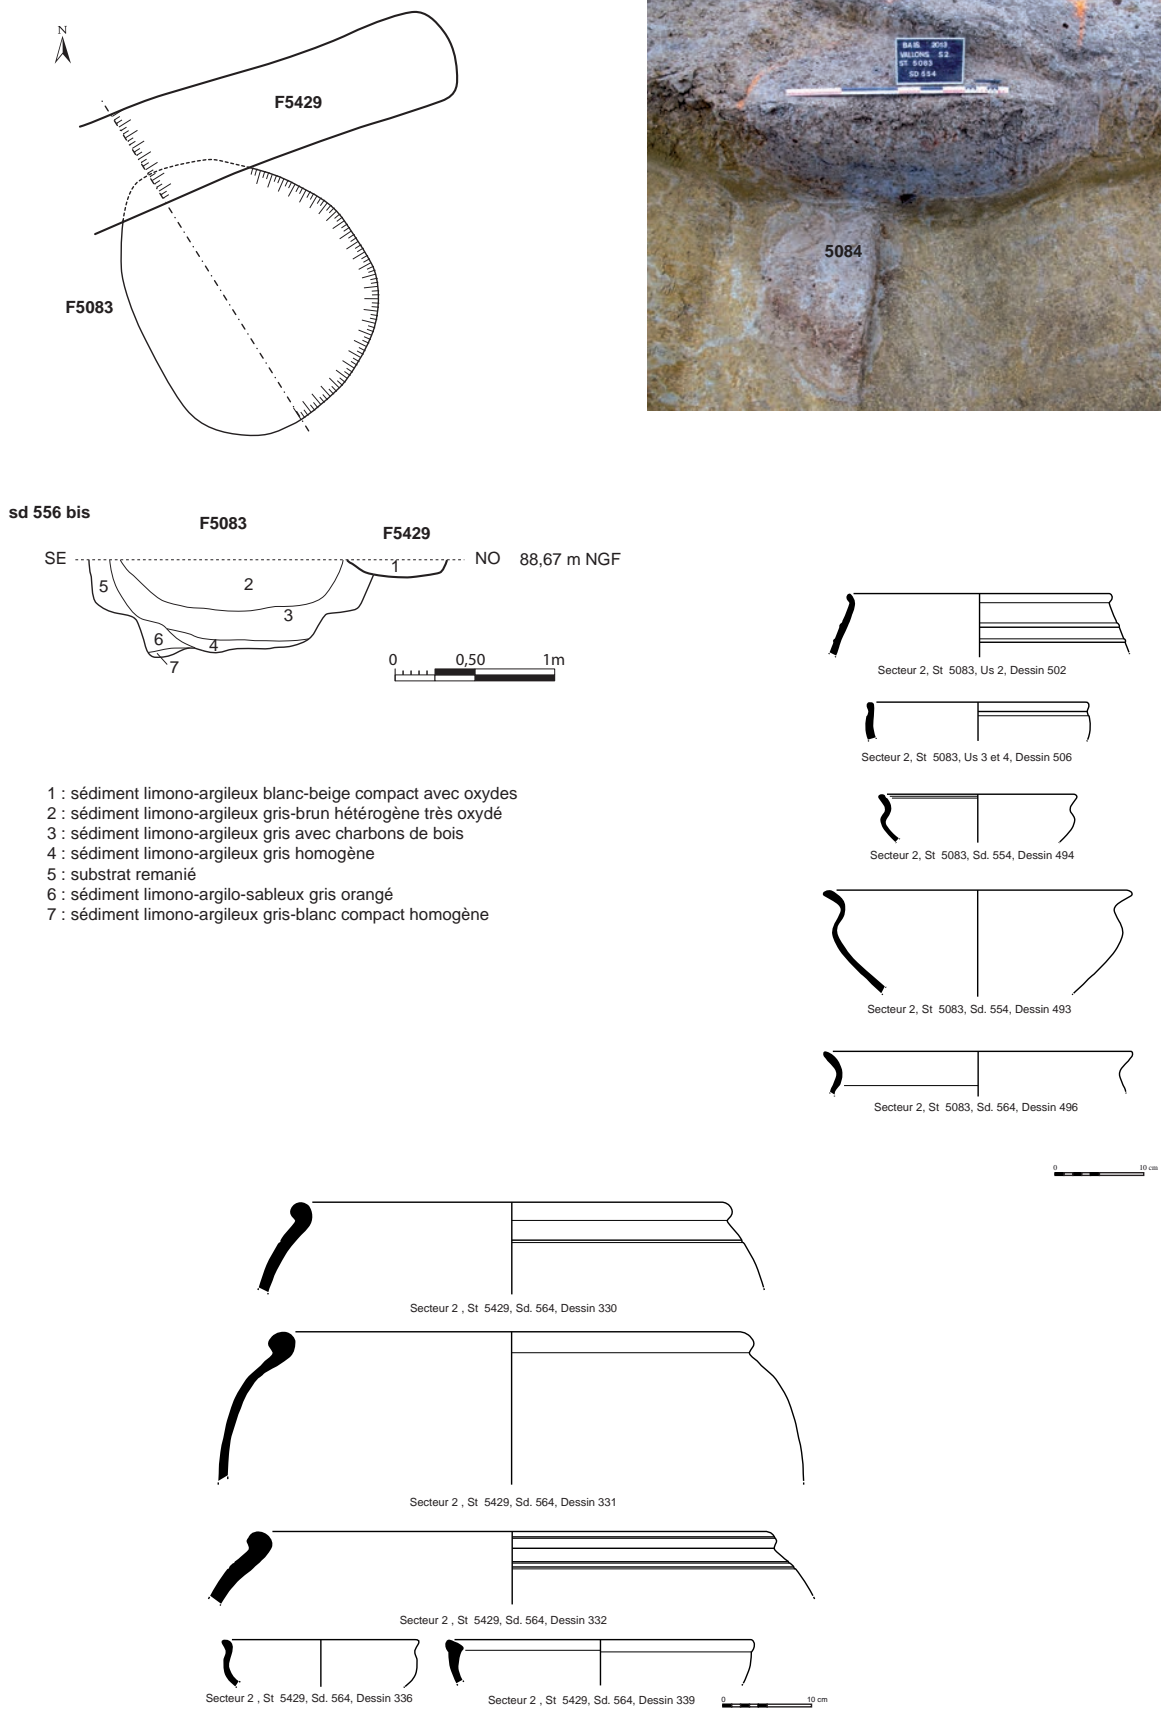 N
F5429
F5083
BAIS 2013
VALLONS S2
ST 5083
SD 554
5084
sd 556 bis
F5083
F5429
SE
NO 88,67 m NGF
1
2
3
4
5
6
7
0 0,50 1m
1 : sédiment limono-argileux blanc-beige compact avec oxydes
2 : sédiment limono-argileux gris-brun hétérogène très oxydé
3 : sédiment limono-argileux gris avec charbons de bois
4 : sédiment limono-argileux gris homogène
5 : substrat remanié
6 : sédiment limono-argilo-sableux gris orangé
7 : sédiment limono-argileux gris-blanc compact homogène
Secteur 2, St 5083, Us 2, Dessin 502
Secteur 2, St 5083, Us 3 et 4, Dessin 506
Secteur 2, St 5083, Sd. 554, Dessin 494
Secteur 2, St 5083, Sd. 554, Dessin 493
Secteur 2, St 5083, Sd. 564, Dessin 496
0 10 cm
Secteur 2 , St 5429, Sd. 564, Dessin 330
Secteur 2 , St 5429, Sd. 564, Dessin 331
Secteur 2 , St 5429, Sd. 564, Dessin 332
Secteur 2 , St 5429, Sd. 564, Dessin 336
Secteur 2 , St 5429, Sd. 564, Dessin 339
0 10 cm